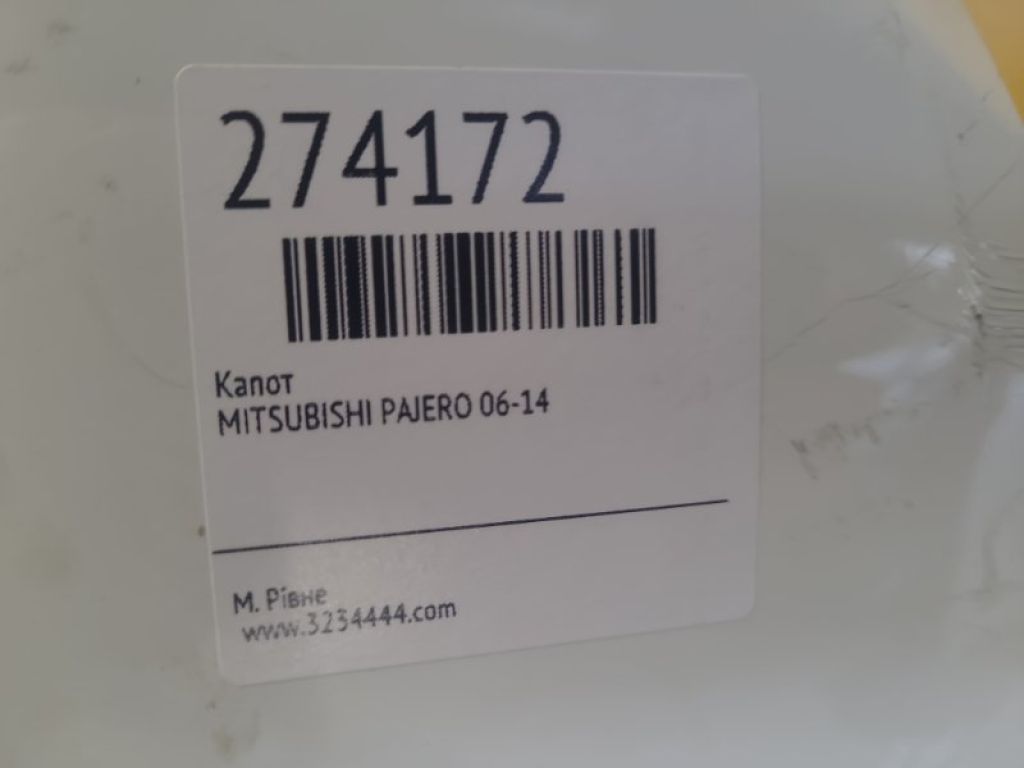 274172
Капот
MITSUBISHI PAJERO 06-14
М. Рівне
www.3234444.com